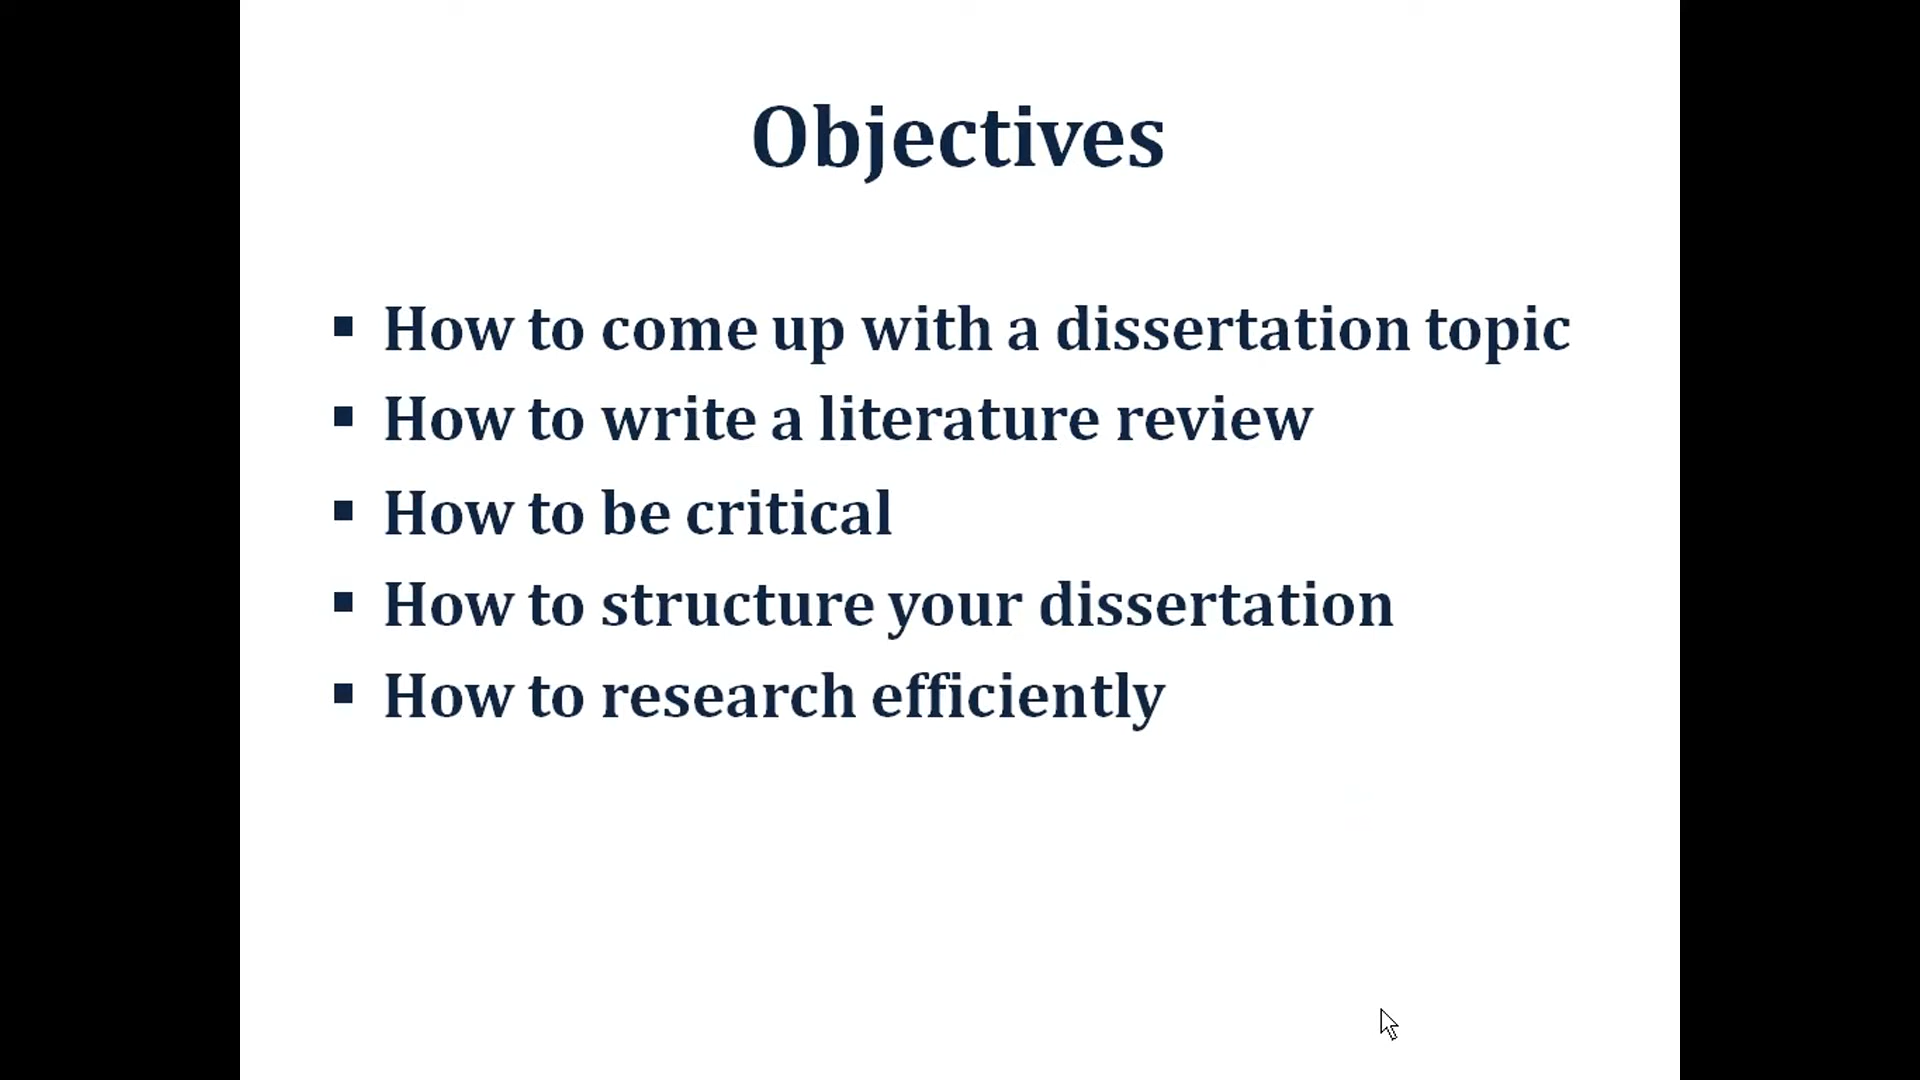 Objectives
▪ How to come up with a dissertation topic
▪ How to write a literature review
▪ How to be critical
▪ How to structure your dissertation
▪ How to research efficiently